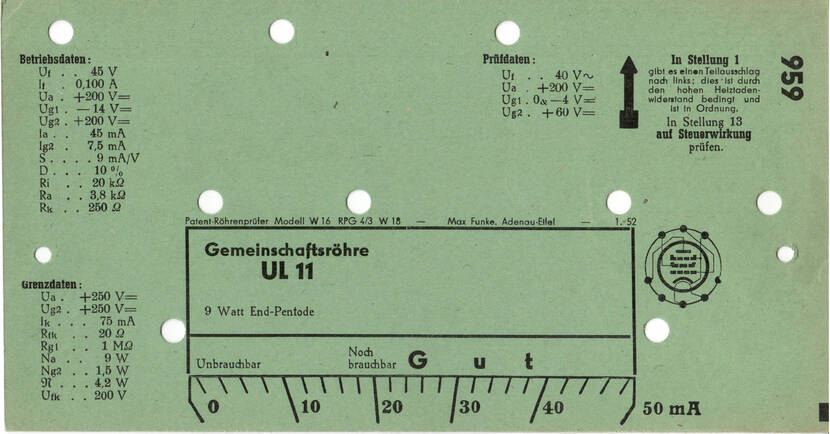 Betriebsdaten:
Uf . . 45 V
If . 0,100 A
Ua . +200 V=
Ug1 . — 14 V=
Ug2 . +200 V=
Ia . . 45 mA
Ig2 . 7,5 mA
S . . . . 9 mA/V
D . . . 10 %
Ri . . 20 kΩ
Ra . . 3,8 kΩ
Rk . . 250 Ω
Prüfdaten:
Uf . . 40 V~
Ua . +200 V=
Ug1 . 0&—4 V=
Ug2 . +60 V=
In Stellung 1
gibt es einen Teilausschlag
nach links; dies ist durch
den hohen Heizfaden-
widerstand bedingt und
ist in Ordnung.
In Stellung 13
auf Steuerwirkung
prüfen.
959
Patent-Röhrenprüfer Modell W 16 RPG 4/3 W 18 — Max Funke, Adenau-Eifel — 1.-52
Gemeinschaftsröhre
UL 11
9 Watt End-Pentode
Grenzdaten:
Ua . +250 V=
Ug2 . +250 V=
Ik . . . 75 mA
Rfk . . 20 Ω
Rg1 . . 1 MΩ
Na . . . 9 W
Ng2 . . 1,5 W
N . . . 4,2 W
Ufk . . 200 V
Unbrauchbar
Noch
brauchbar
Gut
0 10 20 30 40 50 mA